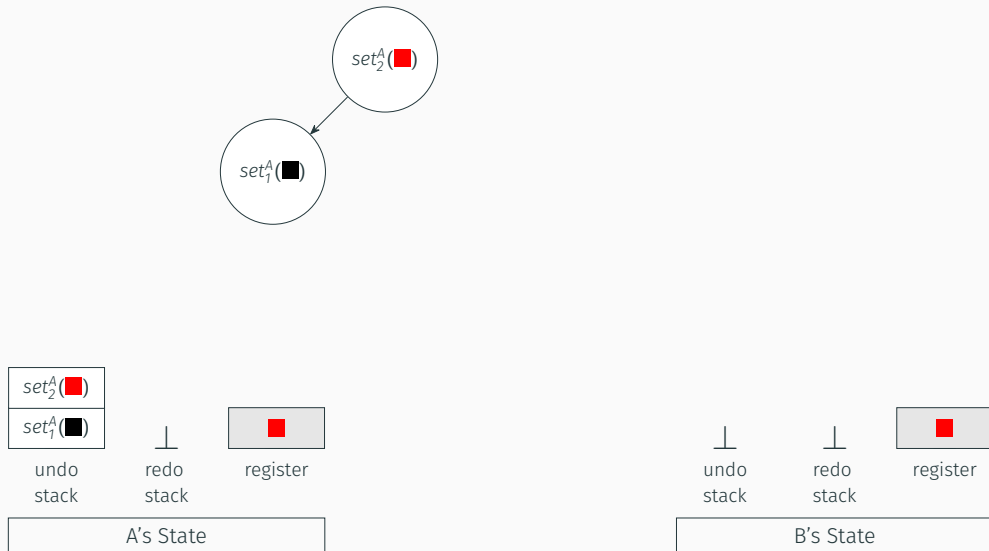 set₂ᴬ(■)
set₁ᴬ(■)
set₂ᴬ(■)
set₁ᴬ(■)
⊥
⊥
⊥
undo stack
redo stack
register
undo stack
redo stack
register
A's State
B's State